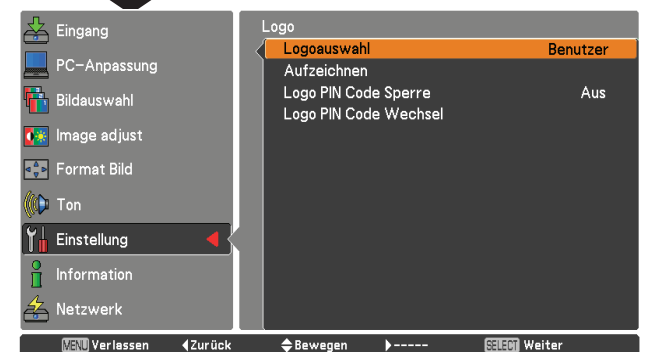 Eingang
PC-Anpassung
Bildauswahl
Image adjust
Format Bild
Ton
Einstellung
Information
Netzwerk
Logo
Logoauswahl Benutzer
Aufzeichnen
Logo PIN Code Sperre Aus
Logo PIN Code Wechsel
MENU Verlassen Zurück Bewegen ----- SELECT Weiter